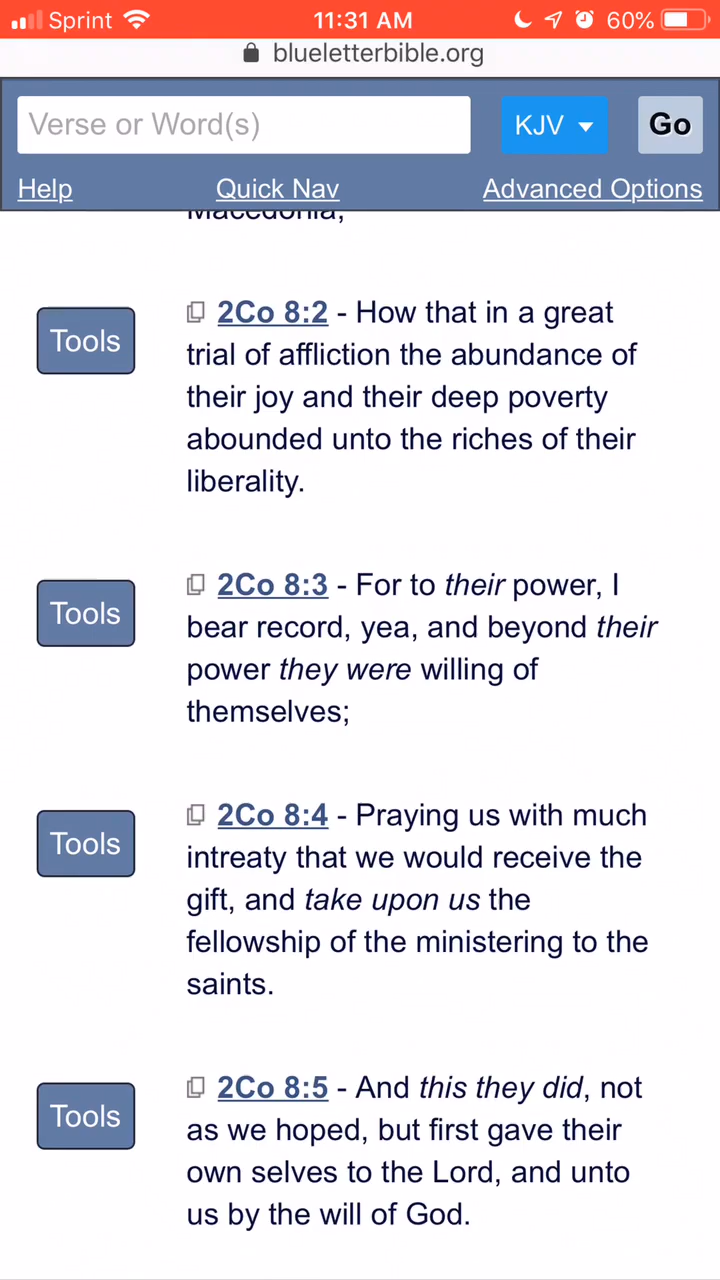 Sprint 11:31 AM 60%
blueletterbible.org
Verse or Word(s) KJV Go
Help Quick Nav Advanced Options
Macedonia;
Tools
2Co 8:2 - How that in a great
trial of affliction the abundance of
their joy and their deep poverty
abounded unto the riches of their
liberality.
Tools
2Co 8:3 - For to their power, I
bear record, yea, and beyond their
power they were willing of
themselves;
Tools
2Co 8:4 - Praying us with much
intreaty that we would receive the
gift, and take upon us the
fellowship of the ministering to the
saints.
Tools
2Co 8:5 - And this they did, not
as we hoped, but first gave their
own selves to the Lord, and unto
us by the will of God.